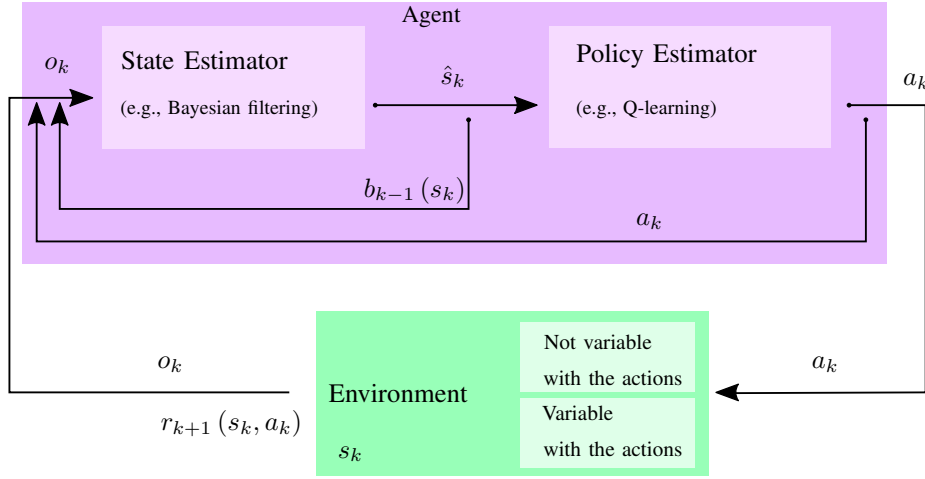 Agent
o_k
State Estimator
(e.g., Bayesian filtering)
ŝ_k
Policy Estimator
(e.g., Q-learning)
a_k
b_{k−1} (s_k)
a_k
o_k
r_{k+1} (s_k, a_k)
Environment
s_k
Not variable
with the actions
Variable
with the actions
a_k